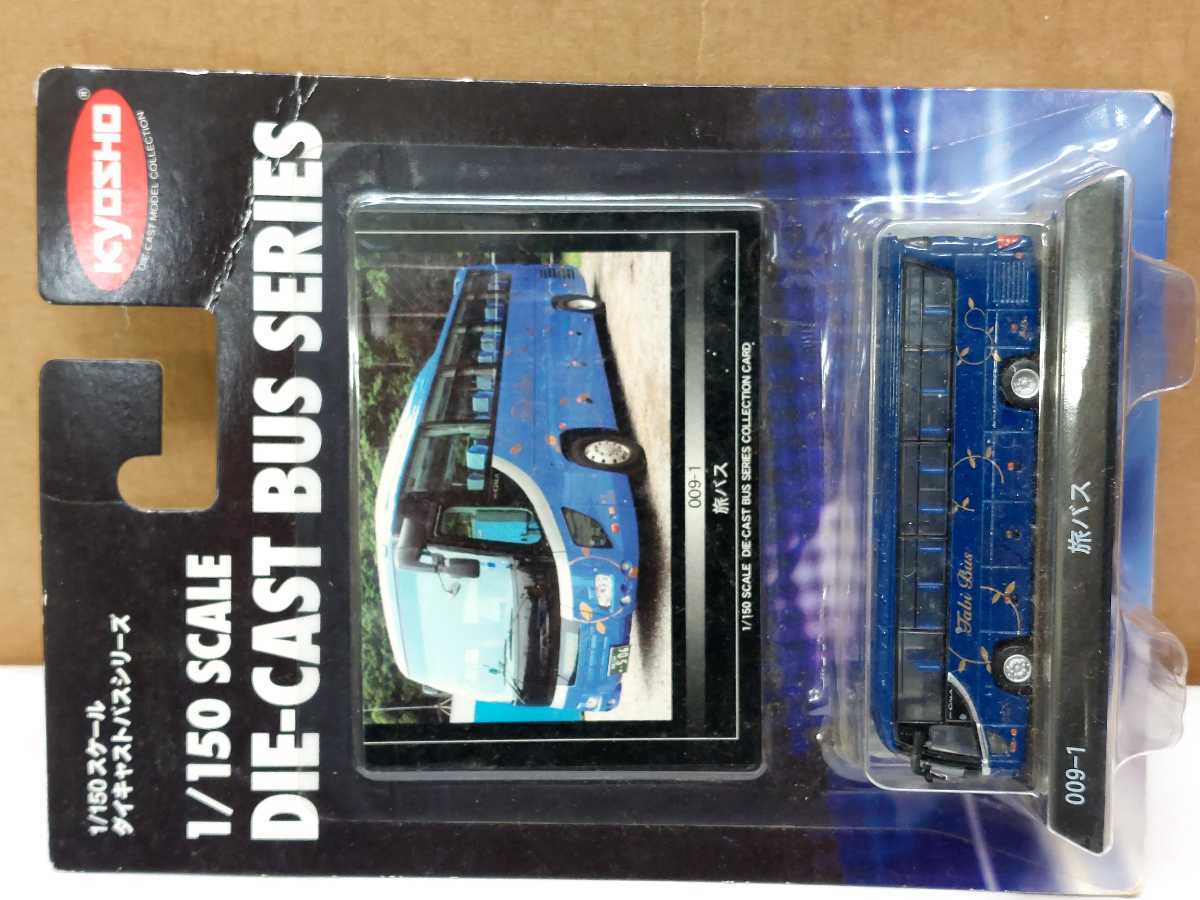 KYOSHO
®
DIE-CAST MODEL COLLECTION
1/150スケール
ダイキャストバスシリーズ
1/150 SCALE
DIE-CAST BUS SERIES
009-1
旅バス
1/150 SCALE DIE-CAST BUS SERIES COLLECTION CARD
Tabi Bus
009-1
旅バス